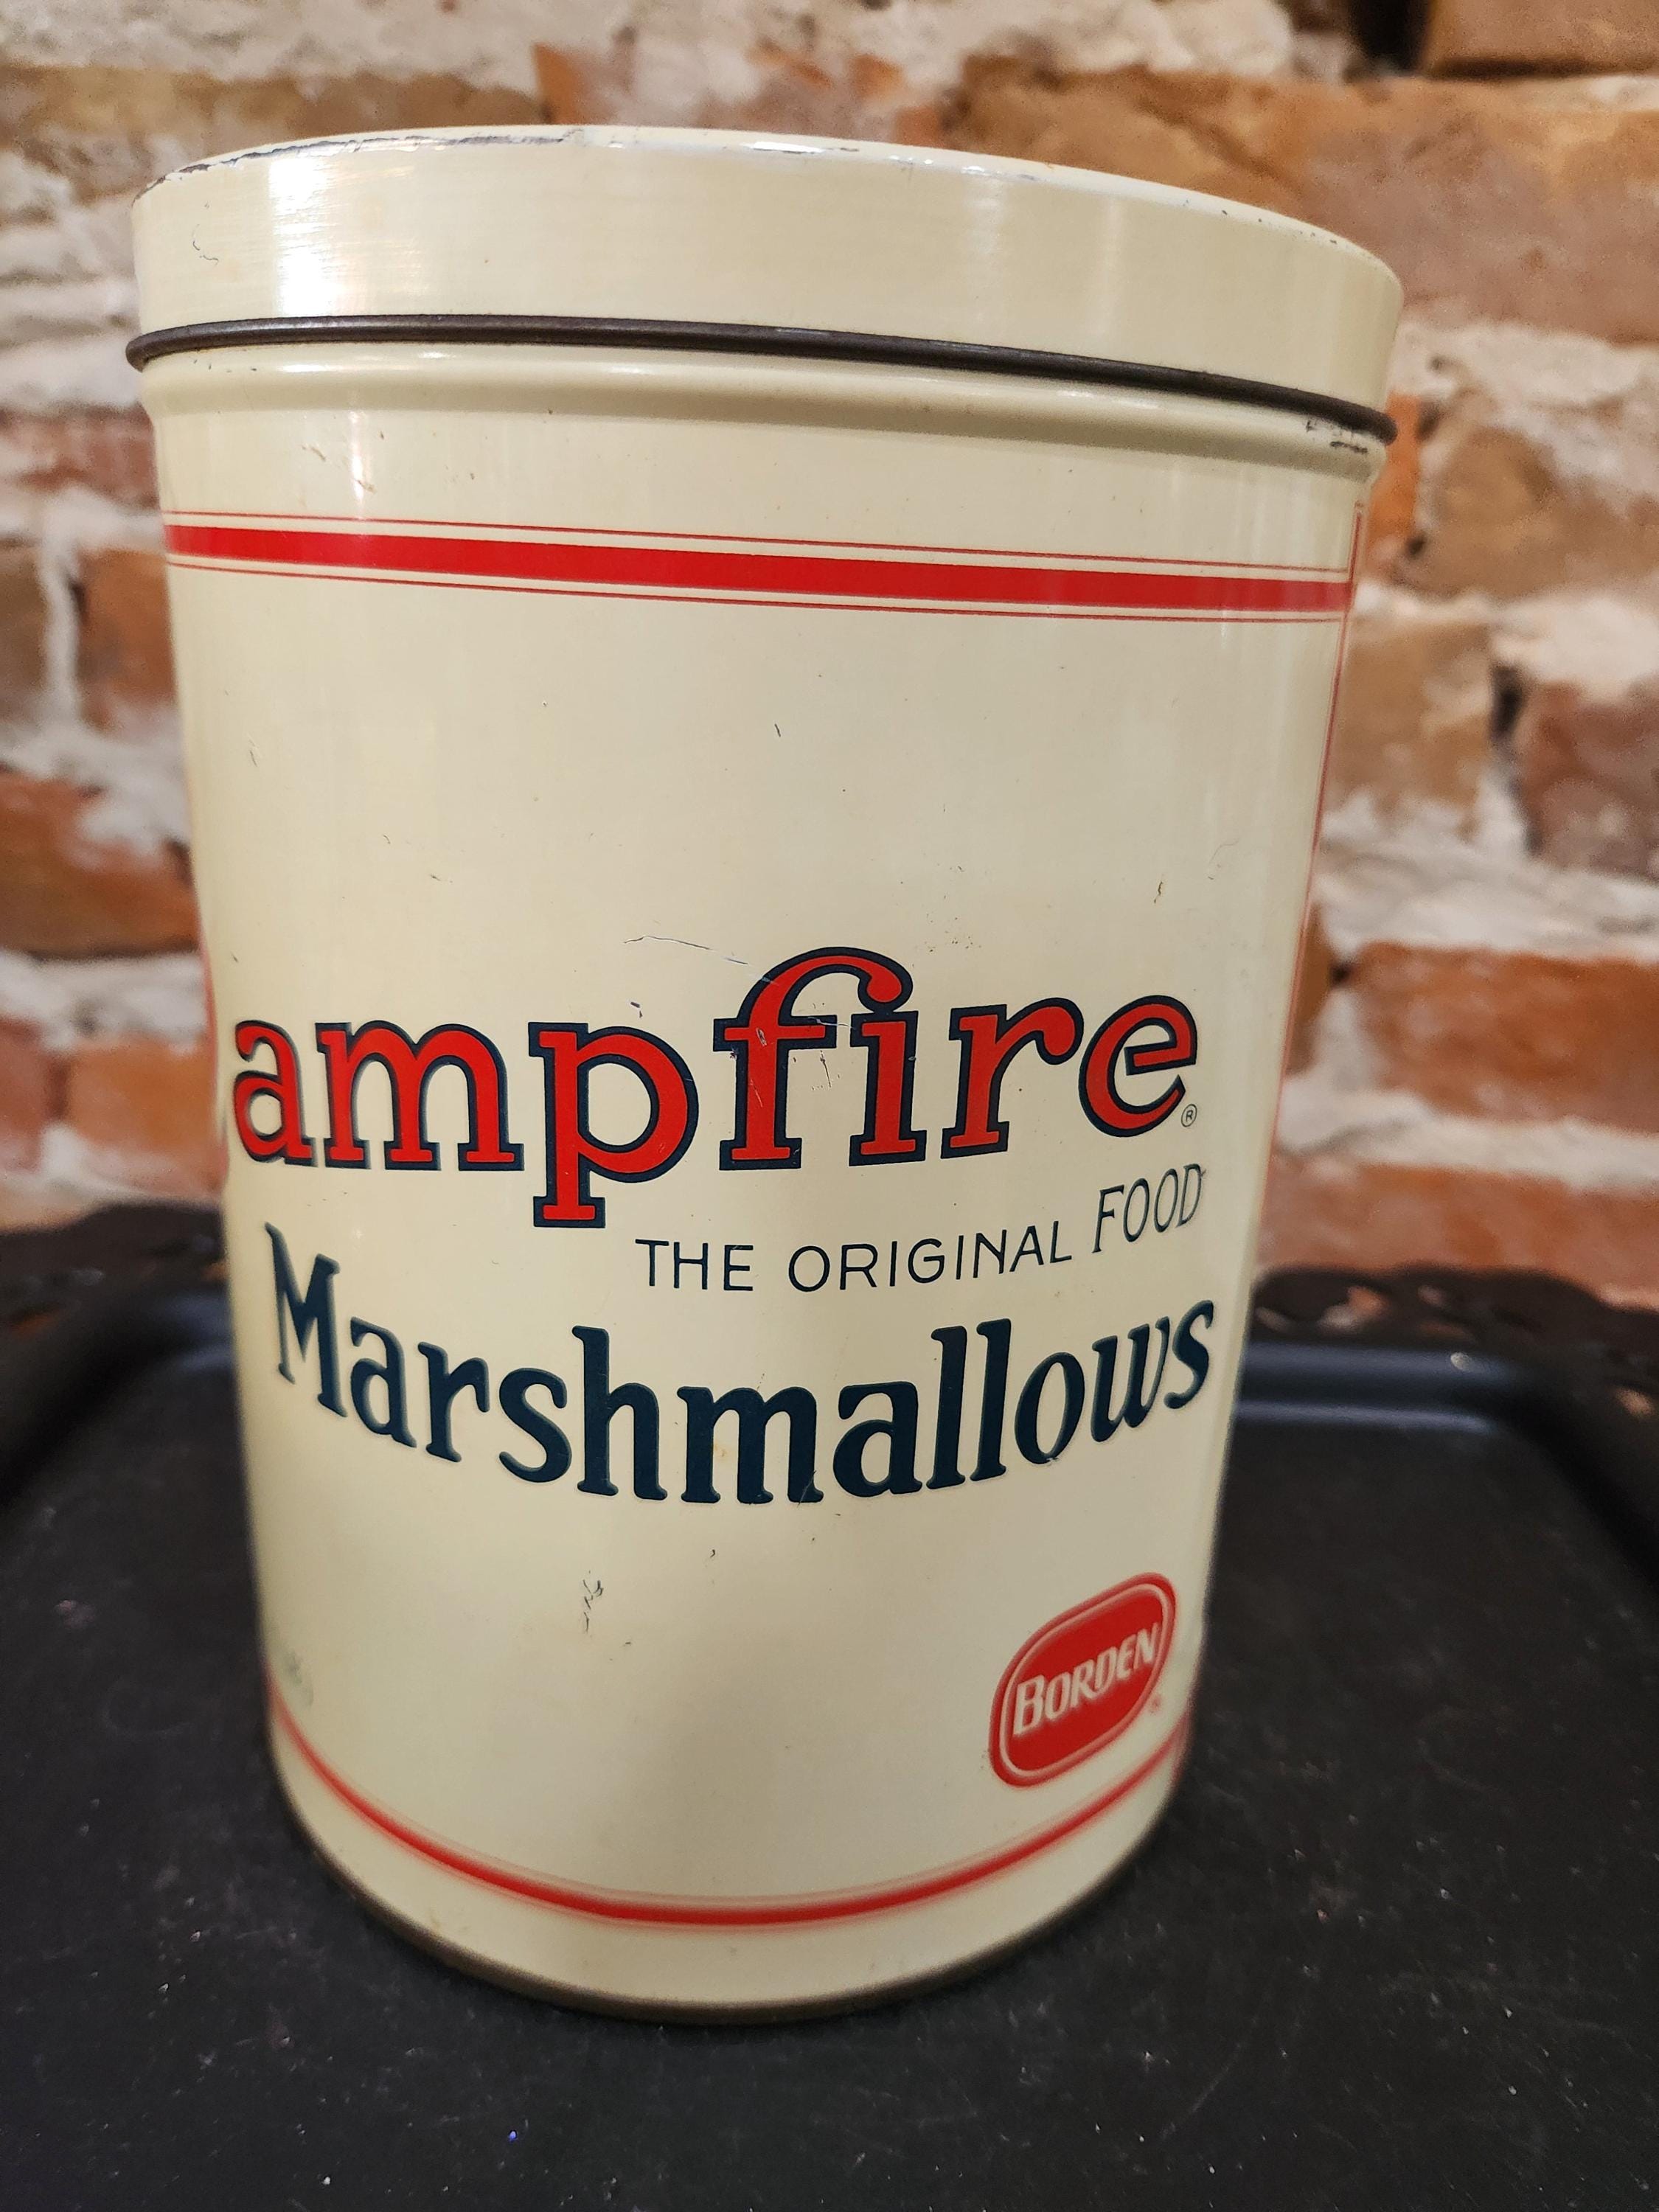 ampfire®
THE ORIGINAL FOOD
Marshmallows
BORDEN®